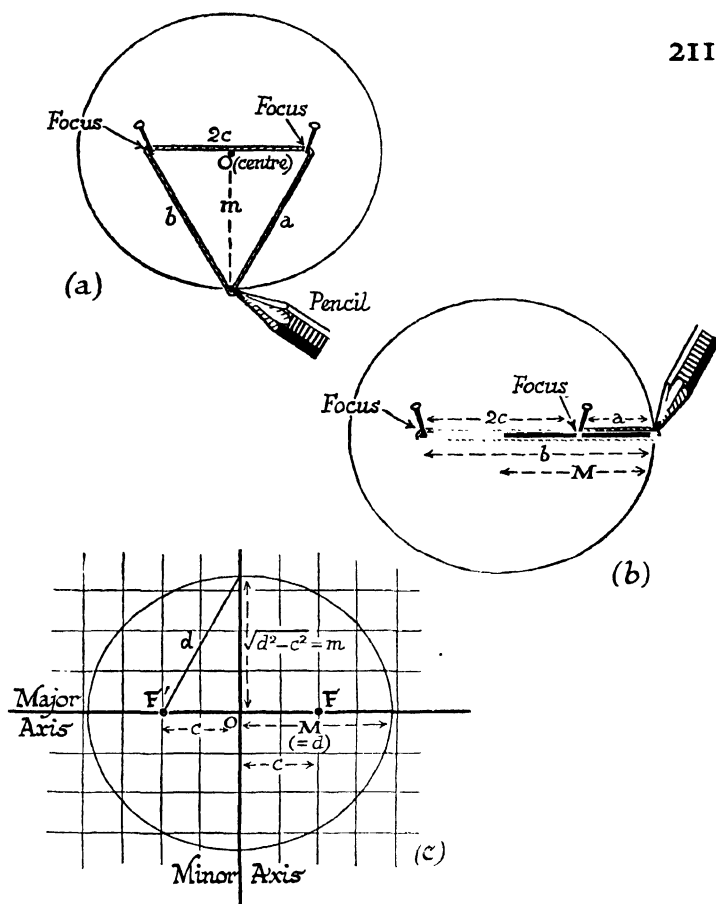 211
Focus
Focus
2c
O (centre)
b
m
a
(a)
Pencil
Focus
Focus
2c
a
b
M
(b)
d
√d²–c² = m
Major
Axis
F'
F
c
O
M
(= d)
c
Minor Axis
(c)